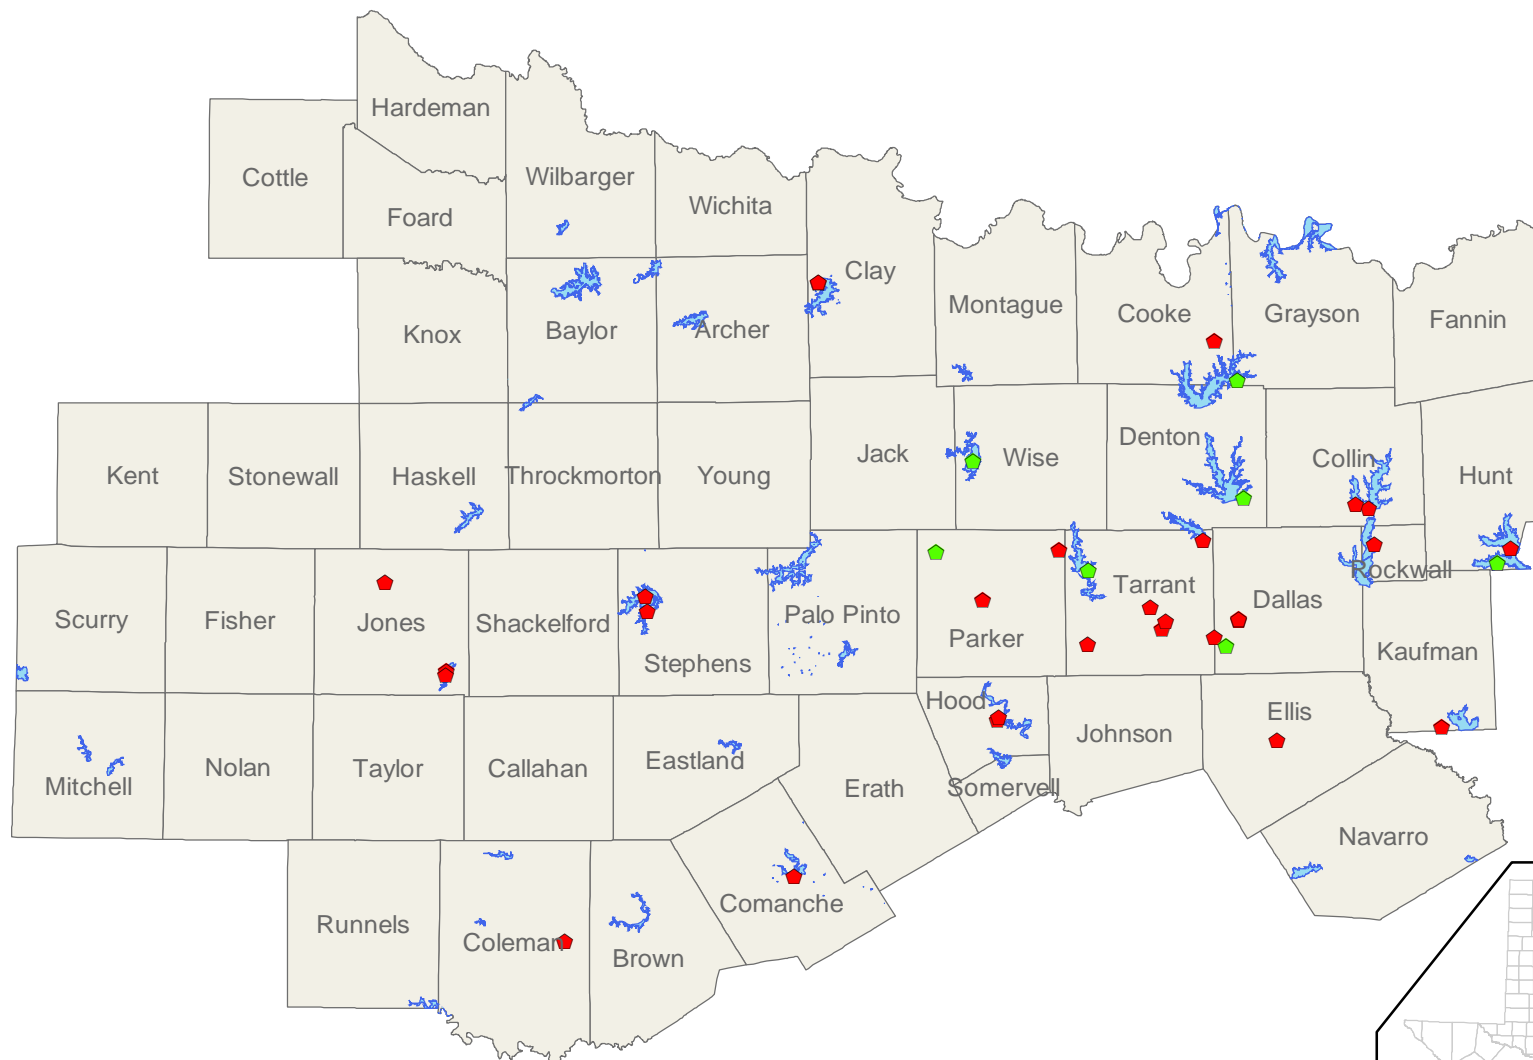 Hardeman
Cottle
Wilbarger
Foard
Wichita
Clay
Montague
Cooke
Grayson
Fannin
Knox
Baylor
Archer
Kent
Stonewall
Haskell
Throckmorton
Young
Jack
Wise
Denton
Collin
Hunt
Scurry
Fisher
Jones
Shackelford
Stephens
Palo Pinto
Parker
Tarrant
Dallas
Rockwall
Kaufman
Mitchell
Nolan
Taylor
Callahan
Eastland
Erath
Hood
Somervell
Johnson
Ellis
Navarro
Runnels
Coleman
Brown
Comanche